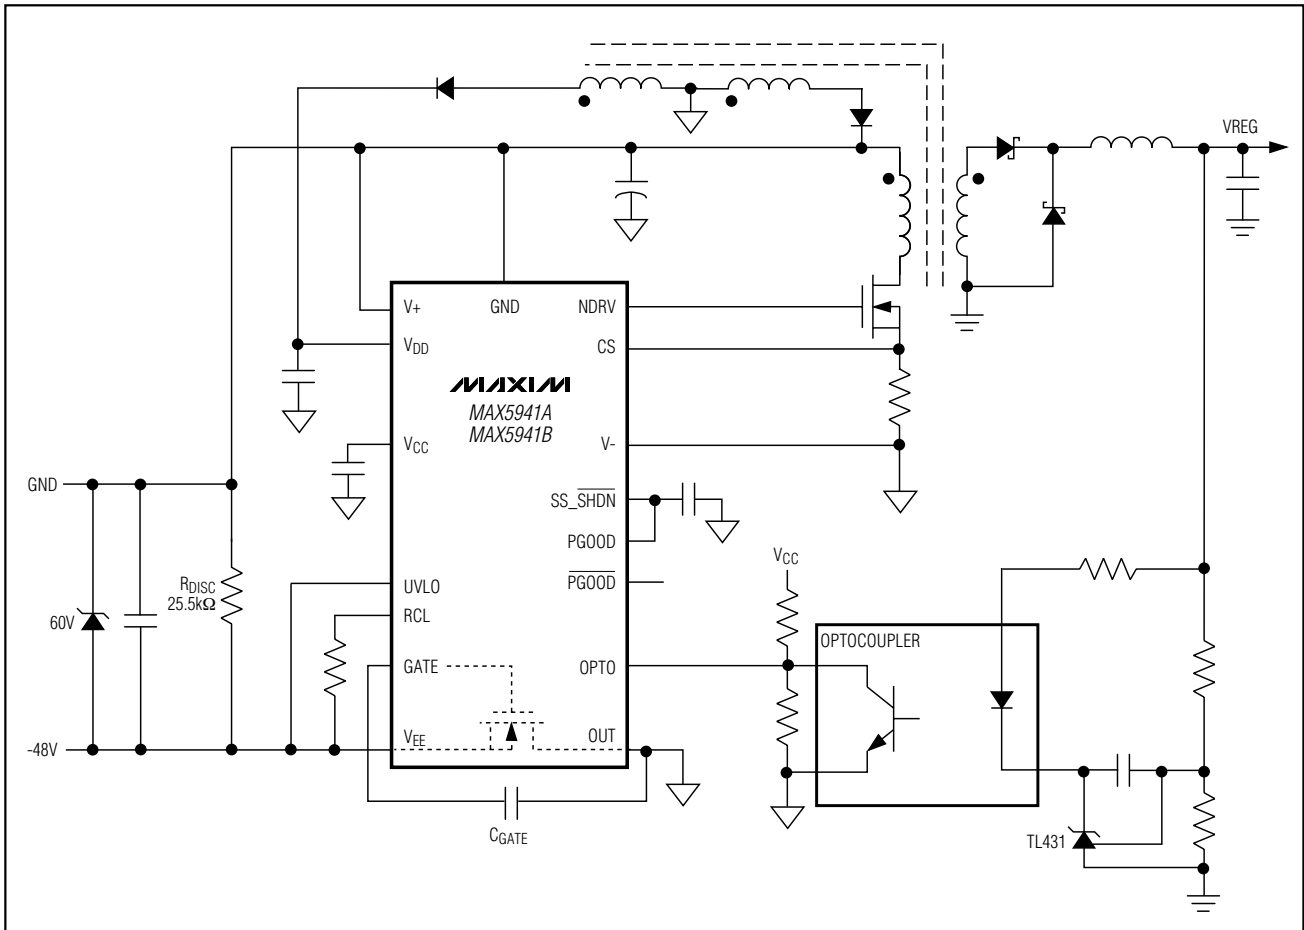 VREG
V+
GND
NDRV
VDD
CS
MAXIM
MAX5941A
MAX5941B
VCC
V-
GND
SS_SHDN
PGOOD
VCC
PGOOD
UVLO
RDISC
25.5kΩ
60V
RCL
OPTOCOUPLER
GATE
OPTO
-48V
VEE
OUT
CGATE
TL431